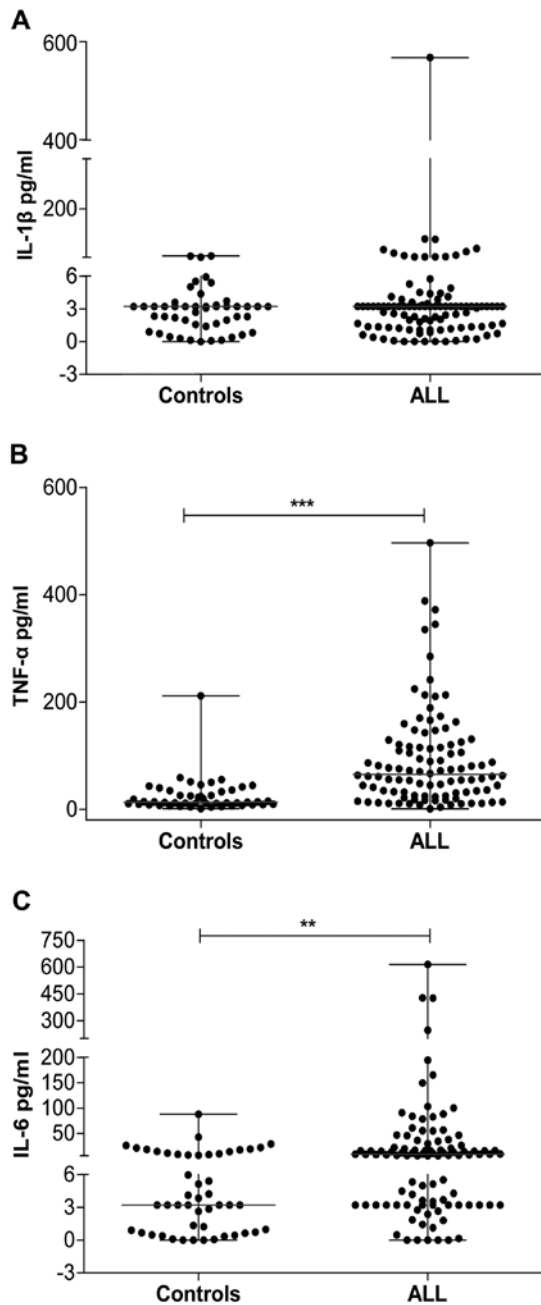 A
600
400
200
6
3
0
-3
IL-1β pg/ml
Controls ALL
B
600
400
200
0
TNF-α pg/ml
***
Controls ALL
C
750
600
450
300
200
150
100
50
6
3
0
-3
IL-6 pg/ml
**
Controls ALL